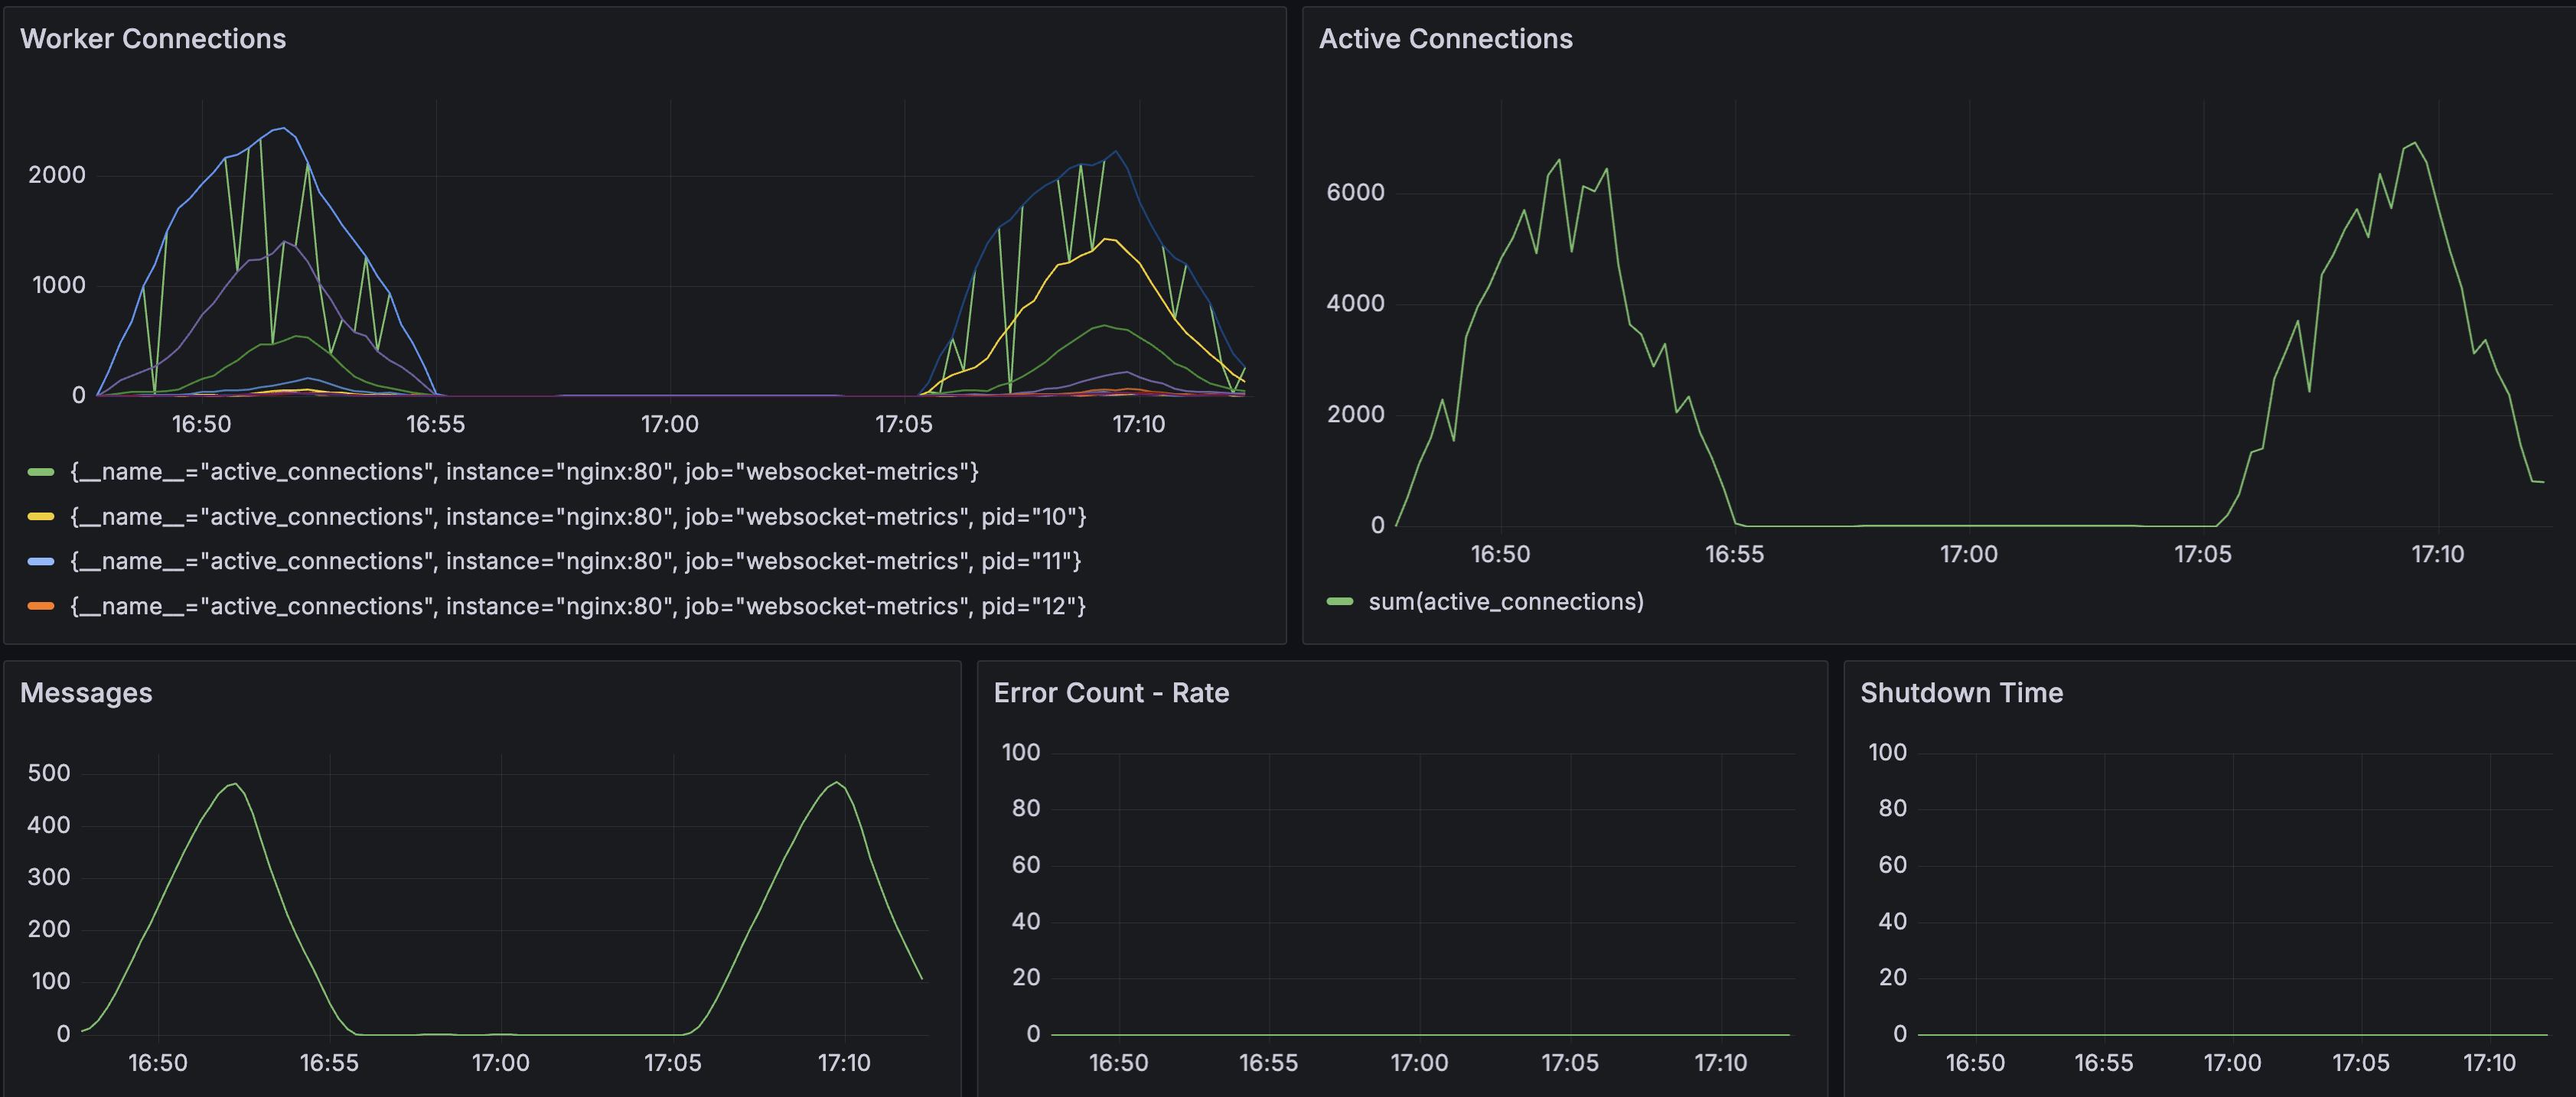 Worker Connections
2000
1000
0
16:50 16:55 17:00 17:05 17:10
{__name__="active_connections", instance="nginx:80", job="websocket-metrics"}
{__name__="active_connections", instance="nginx:80", job="websocket-metrics", pid="10"}
{__name__="active_connections", instance="nginx:80", job="websocket-metrics", pid="11"}
{__name__="active_connections", instance="nginx:80", job="websocket-metrics", pid="12"}
Active Connections
6000
4000
2000
0
16:50 16:55 17:00 17:05 17:10
sum(active_connections)
Messages
500
400
300
200
100
0
16:50 16:55 17:00 17:05 17:10
Error Count - Rate
100
80
60
40
20
0
16:50 16:55 17:00 17:05 17:10
Shutdown Time
100
80
60
40
20
0
16:50 16:55 17:00 17:05 17:10